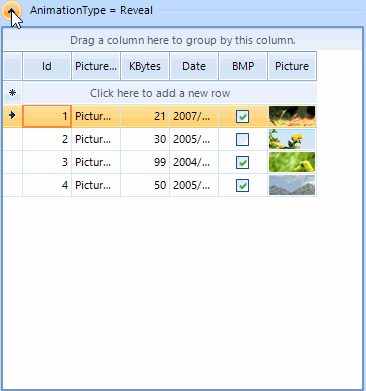 AnimationType = Reveal
Drag a column here to group by this column.
Id Picture... KBytes Date BMP Picture
Click here to add a new row
1 Pictur... 21 2007/...
2 Pictur... 30 2005/...
3 Pictur... 99 2004/...
4 Pictur... 50 2005/...